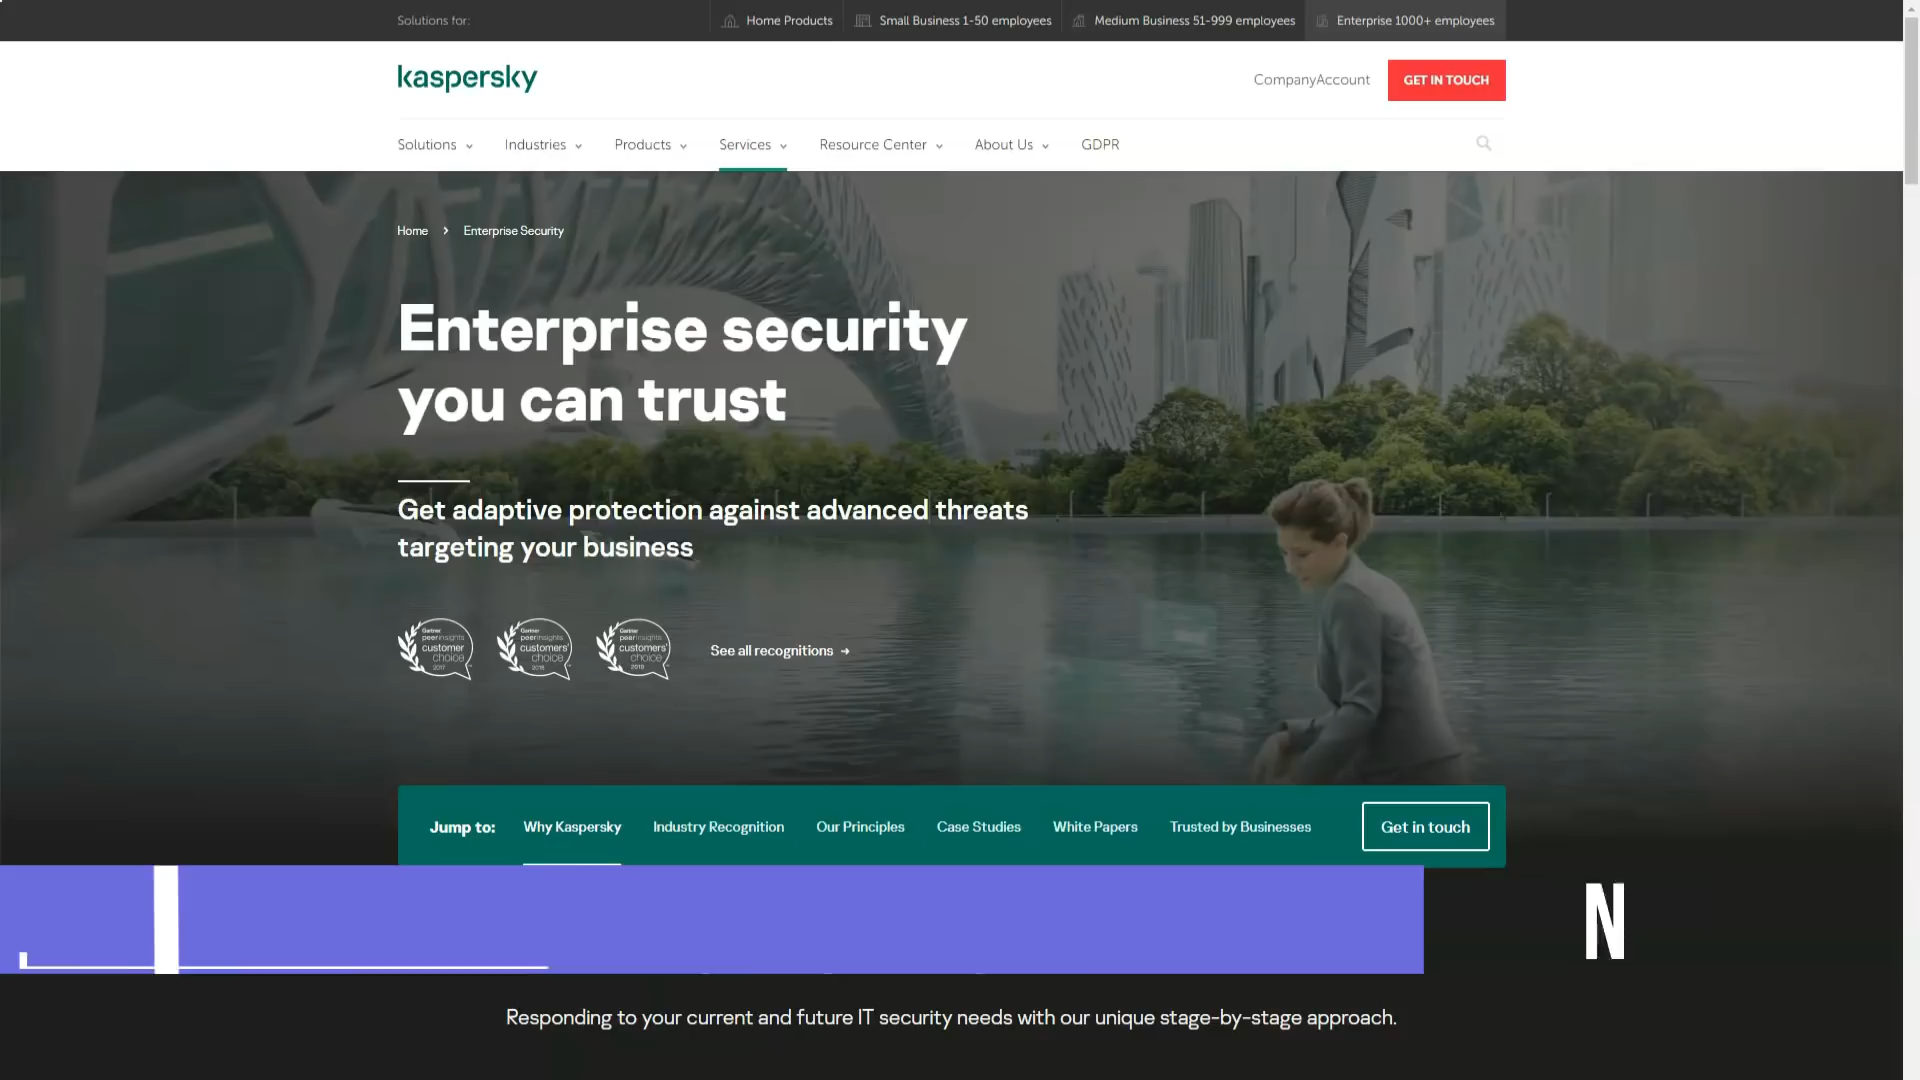 Solutions for:
Home Products
Small Business 1-50 employees
Medium Business 51-999 employees
Enterprise 1000+ employees
kaspersky
CompanyAccount
GET IN TOUCH
Solutions
Industries
Products
Services
Resource Center
About Us
GDPR
Home > Enterprise Security
Enterprise security
you can trust
Get adaptive protection against advanced threats
targeting your business
Gartner
peerinsights
customer
choice
2017
Gartner
peerinsights
customers'
choice
2018
Gartner
peerinsights
customers'
choice
See all recognitions →
Jump to:
Why Kaspersky
Industry Recognition
Our Principles
Case Studies
White Papers
Trusted by Businesses
Get in touch
N
Responding to your current and future IT security needs with our unique stage-by-stage approach.